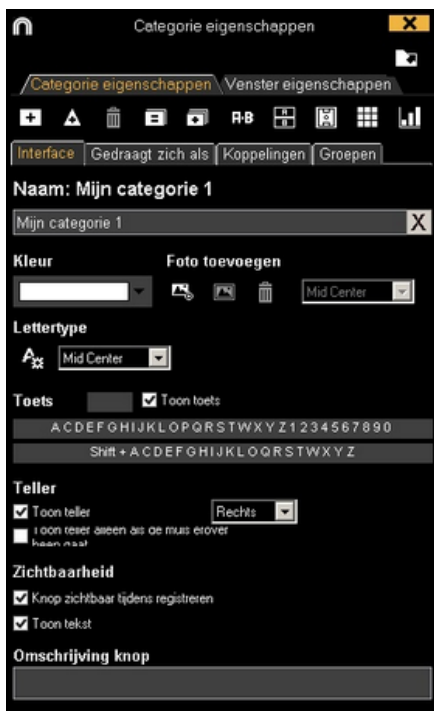 Categorie eigenschappen
Categorie eigenschappen Venster eigenschappen
A-B
Interface Gedraagt zich als Koppelingen Groepen
Naam: Mijn categorie 1
Mijn categorie 1 X
Kleur Foto toevoegen
Mid Center
Lettertype
Mid Center
Toets Toon toets
A C D E F G H I J K L O P Q R S T W X Y Z 1 2 3 4 5 6 7 8 9 0
Shift + A C D E F G H I J K L O Q R S T W X Y Z
Teller
Toon teller Rechts
Toon teller alleen als de muis erover
heen gaat
Zichtbaarheid
Knop zichtbaar tijdens registreren
Toon tekst
Omschrijving knop